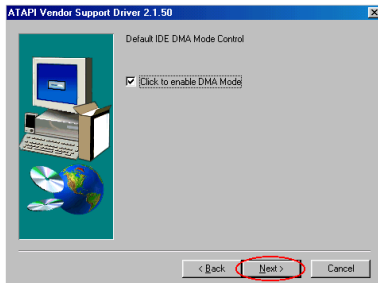 ATAPI Vendor Support Driver 2.1.50
Default IDE DMA Mode Control
Click to enable DMA Mode
< Back
Next >
Cancel